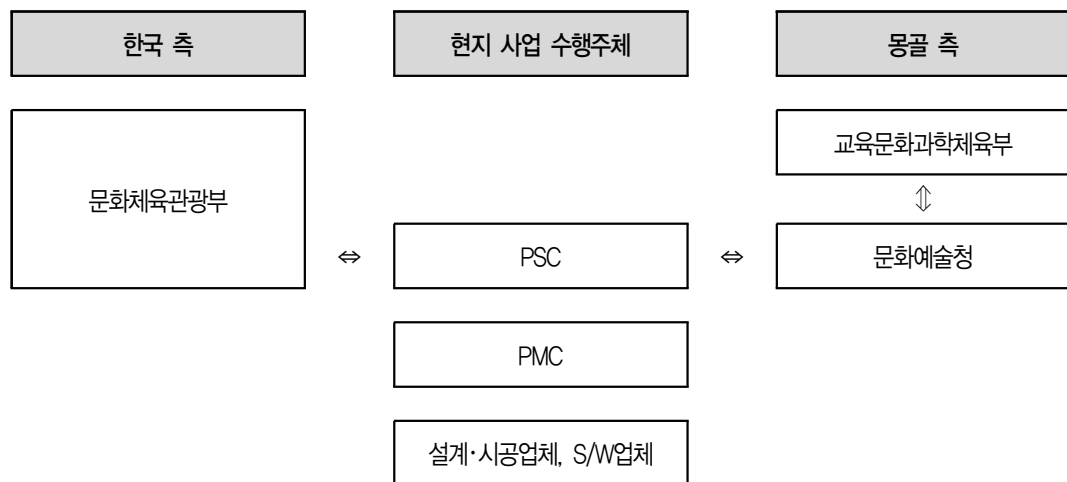 한국 측
현지 사업 수행주체
몽골 측
문화체육관광부
교육문화과학체육부
⇕
⇔
PSC
⇔
문화예술청
PMC
설계·시공업체, S/W업체